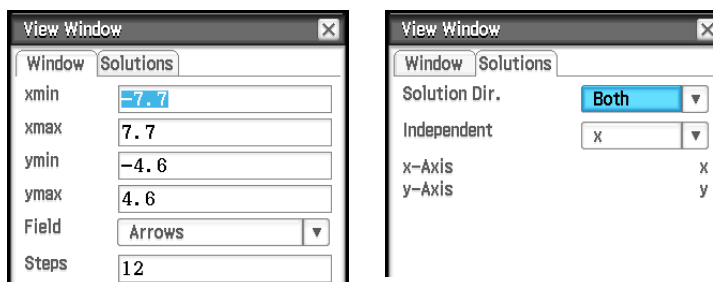 View Window
Window Solutions
xmin -7.7
xmax 7.7
ymin -4.6
ymax 4.6
Field Arrows
Steps 12
View Window
Window Solutions
Solution Dir. Both
Independent x
x-Axis x
y-Axis y